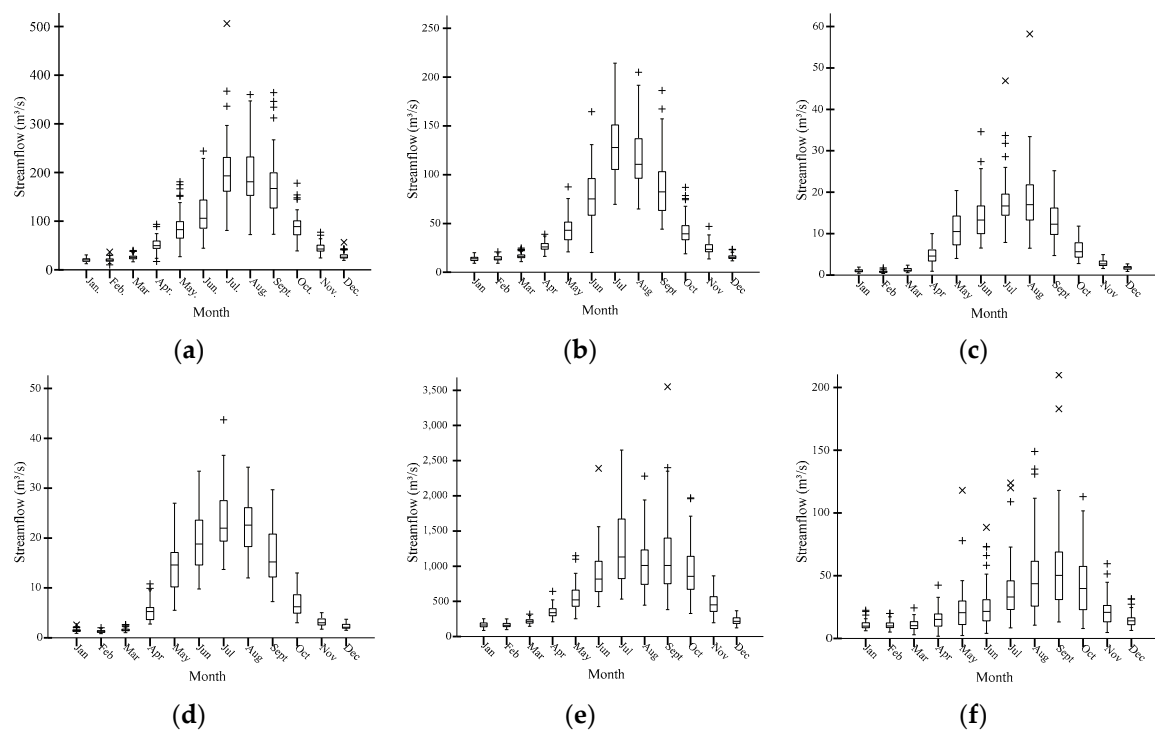 500
400
300
200
100
0
Streamflow (m³/s)
Jan. Feb. Mar Apr. May. Jun. Jul. Aug. Sept. Oct. Nov. Dec.
Month
(a)
250
200
150
100
50
0
Streamflow (m³/s)
Jan Feb Mar Apr May Jun Jul Aug Sept Oct Nov Dec
Month
(b)
60
50
40
30
20
10
0
Streamflow (m³/s)
Jan Feb Mar Apr May Jun Jul Aug Sept Oct Nov Dec
Month
(c)
50
40
30
20
10
0
Streamflow (m³/s)
Jan Feb Mar Apr May Jun Jul Aug Sept Oct Nov Dec
Month
(d)
3,500
3,000
2,500
2,000
1,500
1,000
500
0
Streamflow (m³/s)
Jan Feb Mar Apr May Jun Jul Aug Sept Oct Nov Dec
Month
(e)
200
150
100
50
0
Streamflow (m³/s)
Jan Feb Mar Apr May Jun Jul Aug Sept Oct Nov Dec
Month
(f)